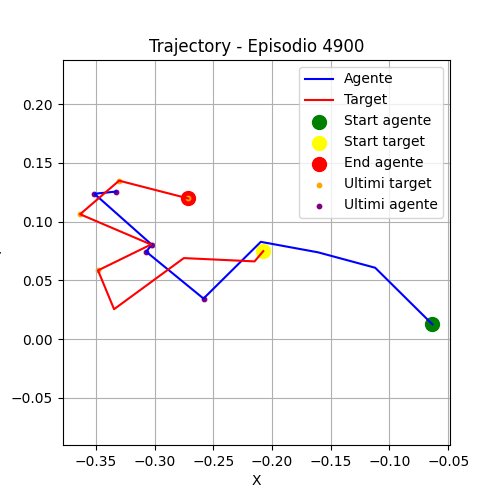 Trajectory - Episodio 4900
Agente
Target
Start agente
Start target
End agente
Ultimi target
Ultimi agente
0.20
0.15
0.10
0.05
0.00
−0.05
−0.35 −0.30 −0.25 −0.20 −0.15 −0.10 −0.05
X